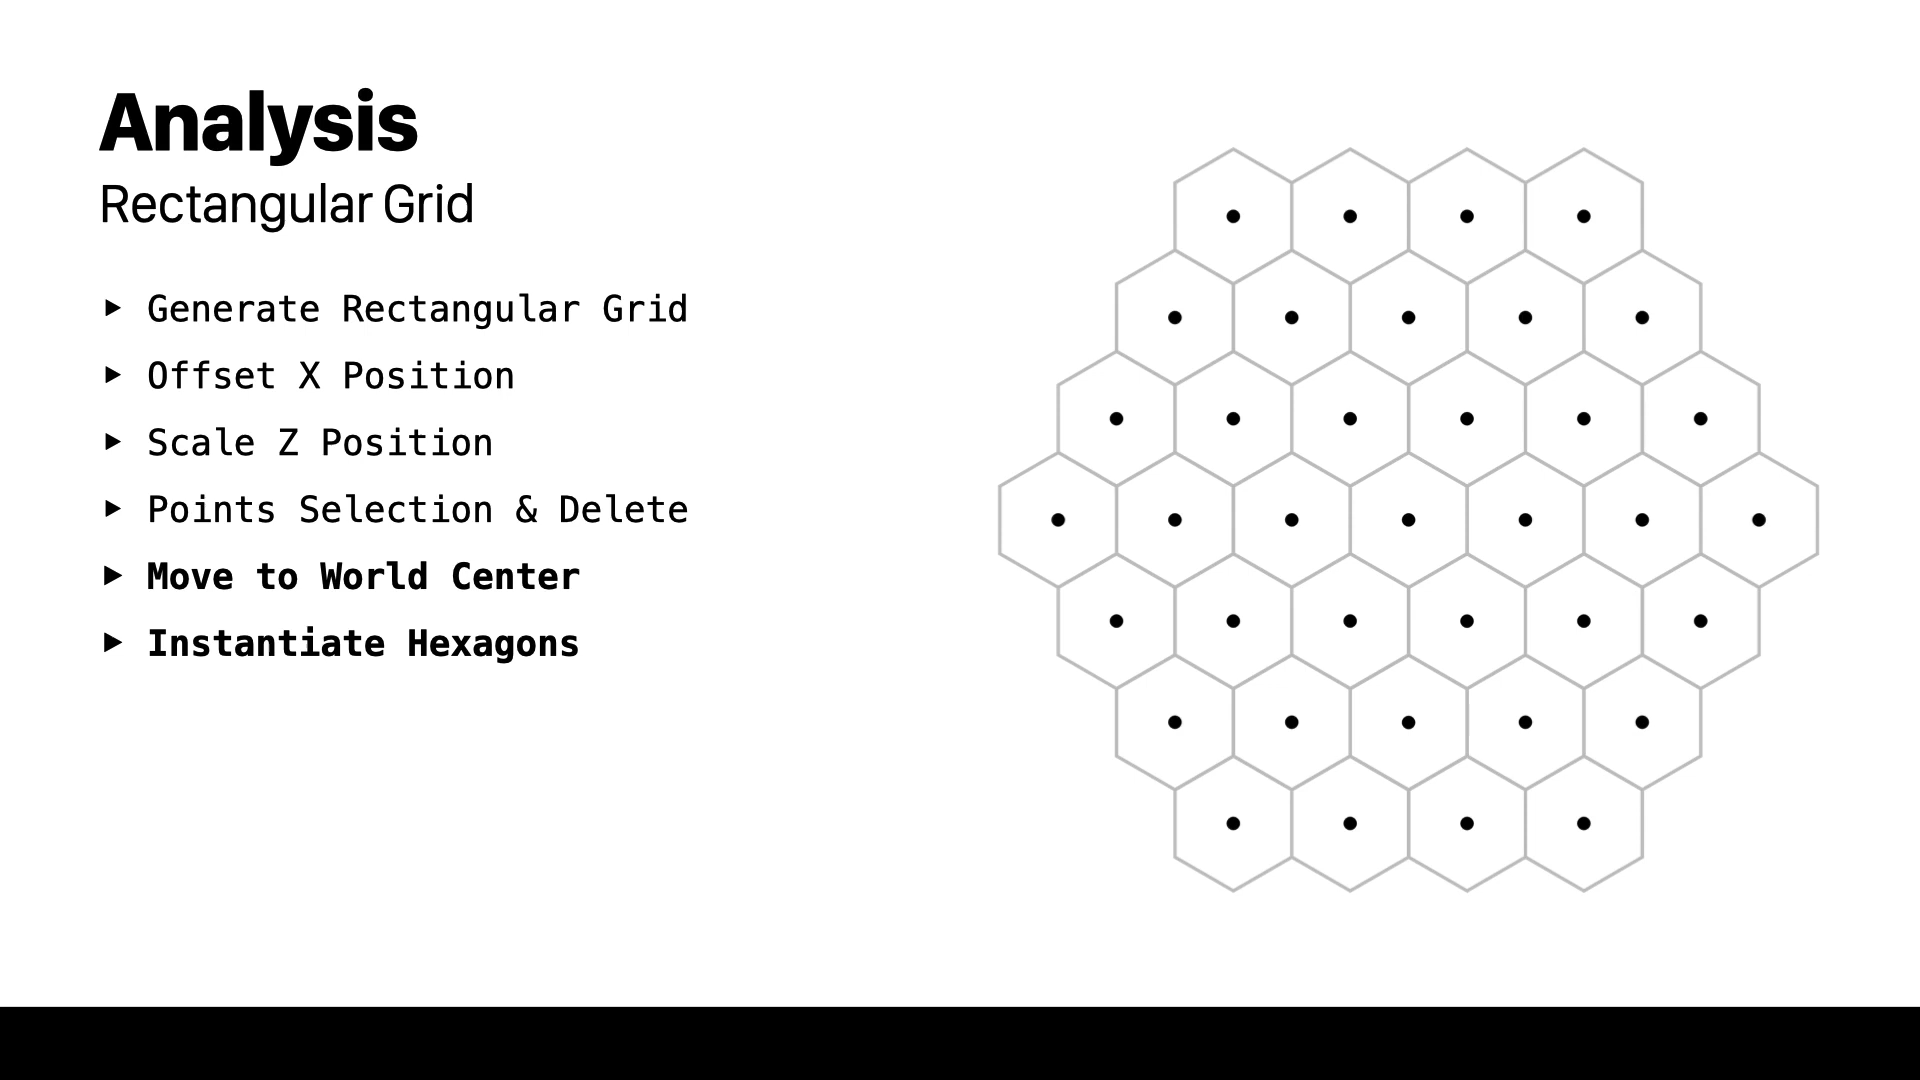 Analysis
Rectangular Grid
▶ Generate Rectangular Grid
▶ Offset X Position
▶ Scale Z Position
▶ Points Selection & Delete
▶ Move to World Center
▶ Instantiate Hexagons